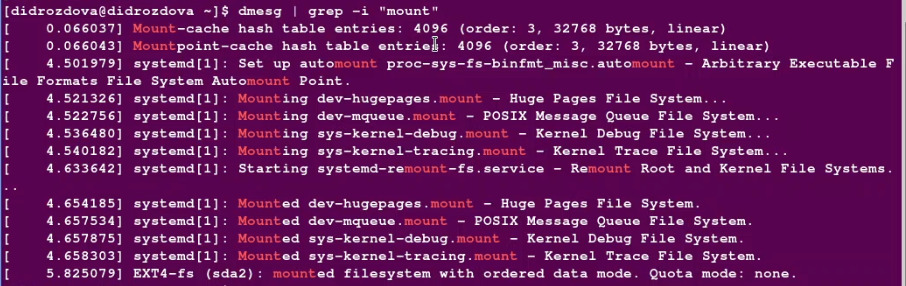 [didrozdova@didrozdova ~]$ dmesg | grep -i "mount"
[    0.066037] Mount-cache hash table entries: 4096 (order: 3, 32768 bytes, linear)
[    0.066043] Mountpoint-cache hash table entries: 4096 (order: 3, 32768 bytes, linear)
[    4.501979] systemd[1]: Set up automount proc-sys-fs-binfmt_misc.automount - Arbitrary Executable F
ile Formats File System Automount Point.
[    4.521326] systemd[1]: Mounting dev-hugepages.mount - Huge Pages File System...
[    4.522756] systemd[1]: Mounting dev-mqueue.mount - POSIX Message Queue File System...
[    4.536480] systemd[1]: Mounting sys-kernel-debug.mount - Kernel Debug File System...
[    4.540182] systemd[1]: Mounting sys-kernel-tracing.mount - Kernel Trace File System...
[    4.633642] systemd[1]: Starting systemd-remount-fs.service - Remount Root and Kernel File Systems.
..
[    4.654185] systemd[1]: Mounted dev-hugepages.mount - Huge Pages File System.
[    4.657534] systemd[1]: Mounted dev-mqueue.mount - POSIX Message Queue File System.
[    4.657875] systemd[1]: Mounted sys-kernel-debug.mount - Kernel Debug File System.
[    4.658303] systemd[1]: Mounted sys-kernel-tracing.mount - Kernel Trace File System.
[    5.825079] EXT4-fs (sda2): mounted filesystem with ordered data mode. Quota mode: none.